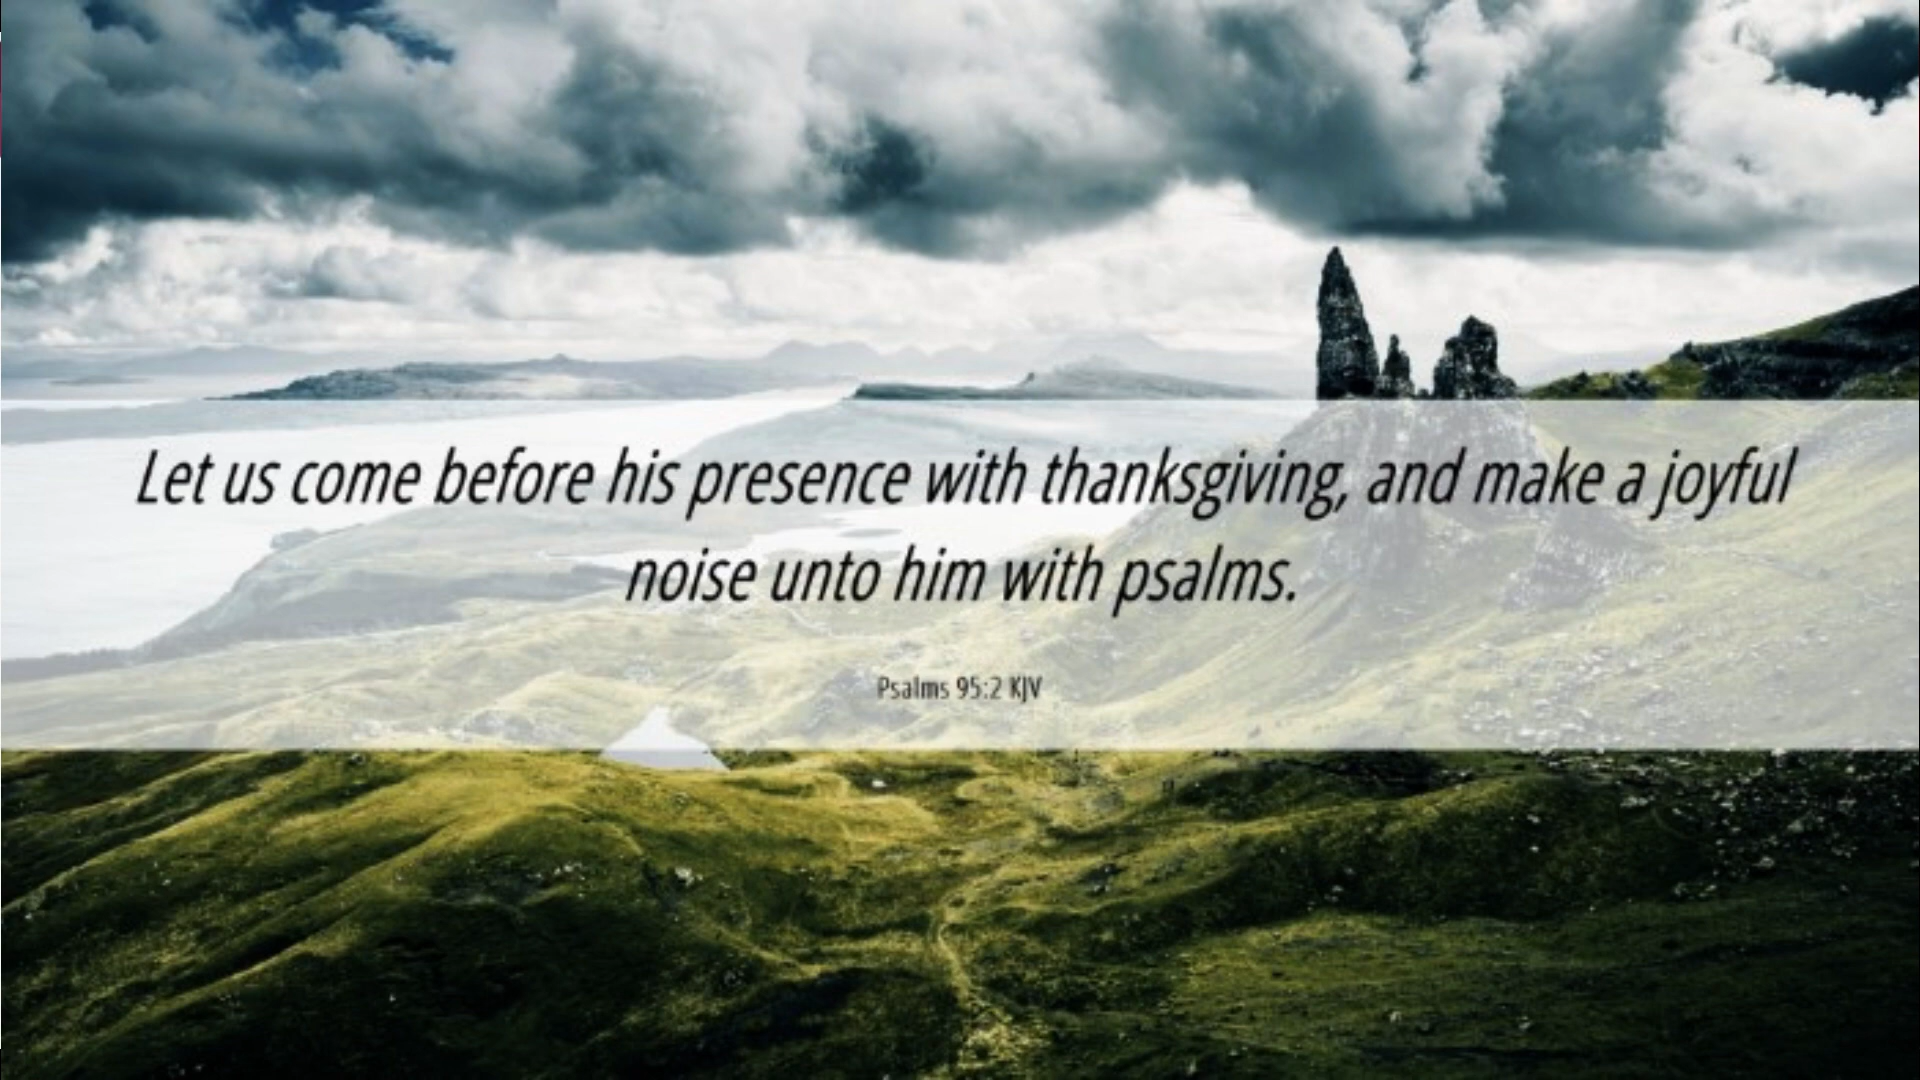 Let us come before his presence with thanksgiving, and make a joyful
noise unto him with psalms.
Psalms 95:2 KJV